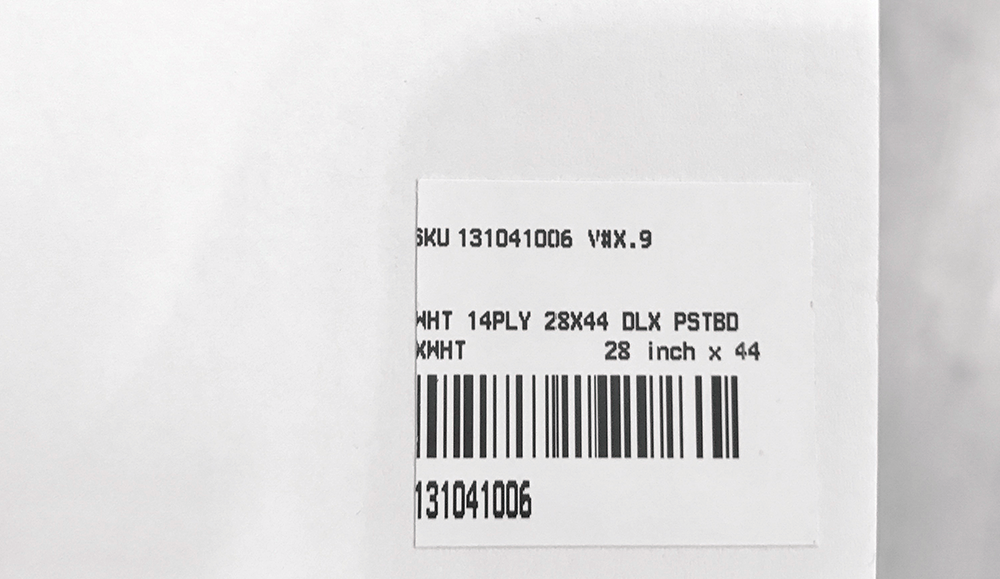 SKU 131041006 V#X.9
WHT 14PLY 28X44 DLX PSTBD
XWHT 28 inch x 44
131041006